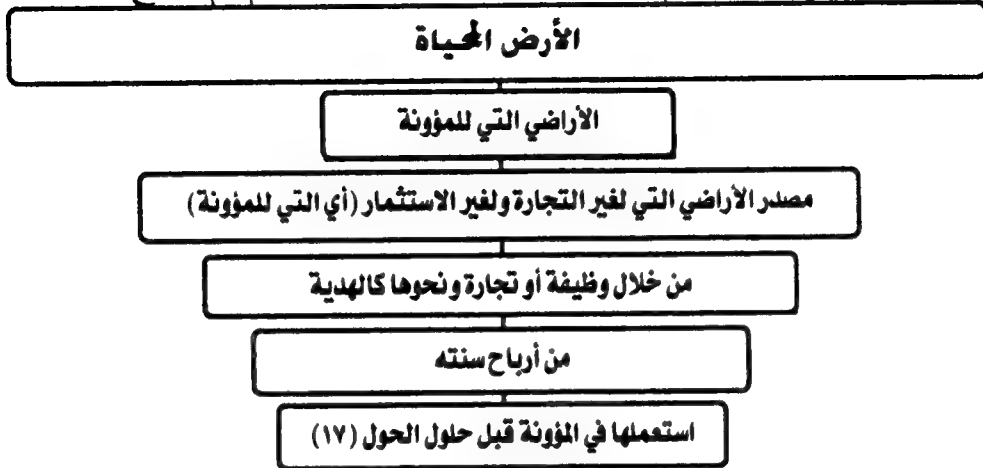 الأرض المحياة
الأراضي التي للمؤونة
مصدر الأراضي التي لغير التجارة ولغير الاستثمار (أي التي للمؤونة)
من خلال وظيفة أو تجارة ونحوها كالهدية
من أرباح سنته
استعملها في المؤونة قبل حلول الحول (١٧)